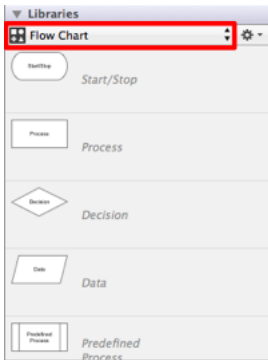 Libraries
Flow Chart
Start/Stop
Start/Stop
Process
Process
Decision
Decision
Data
Data
Predefined
Process
Predefined
Process